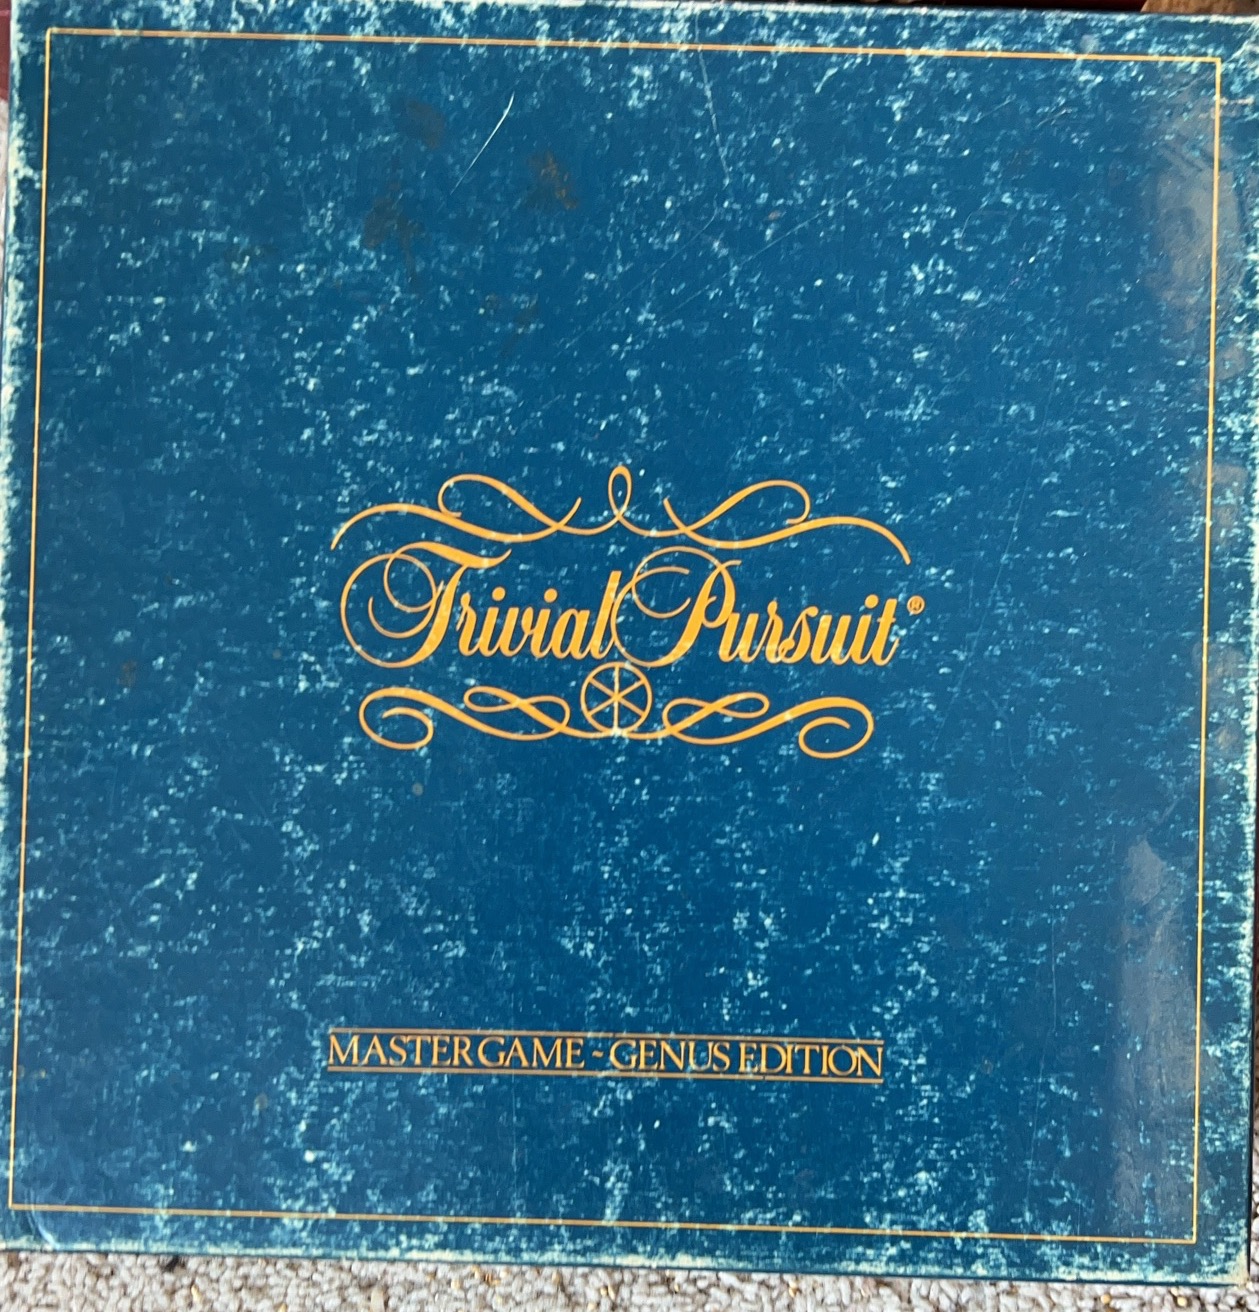 Trivial Pursuit®
MASTER GAME ~ GENUS EDITION